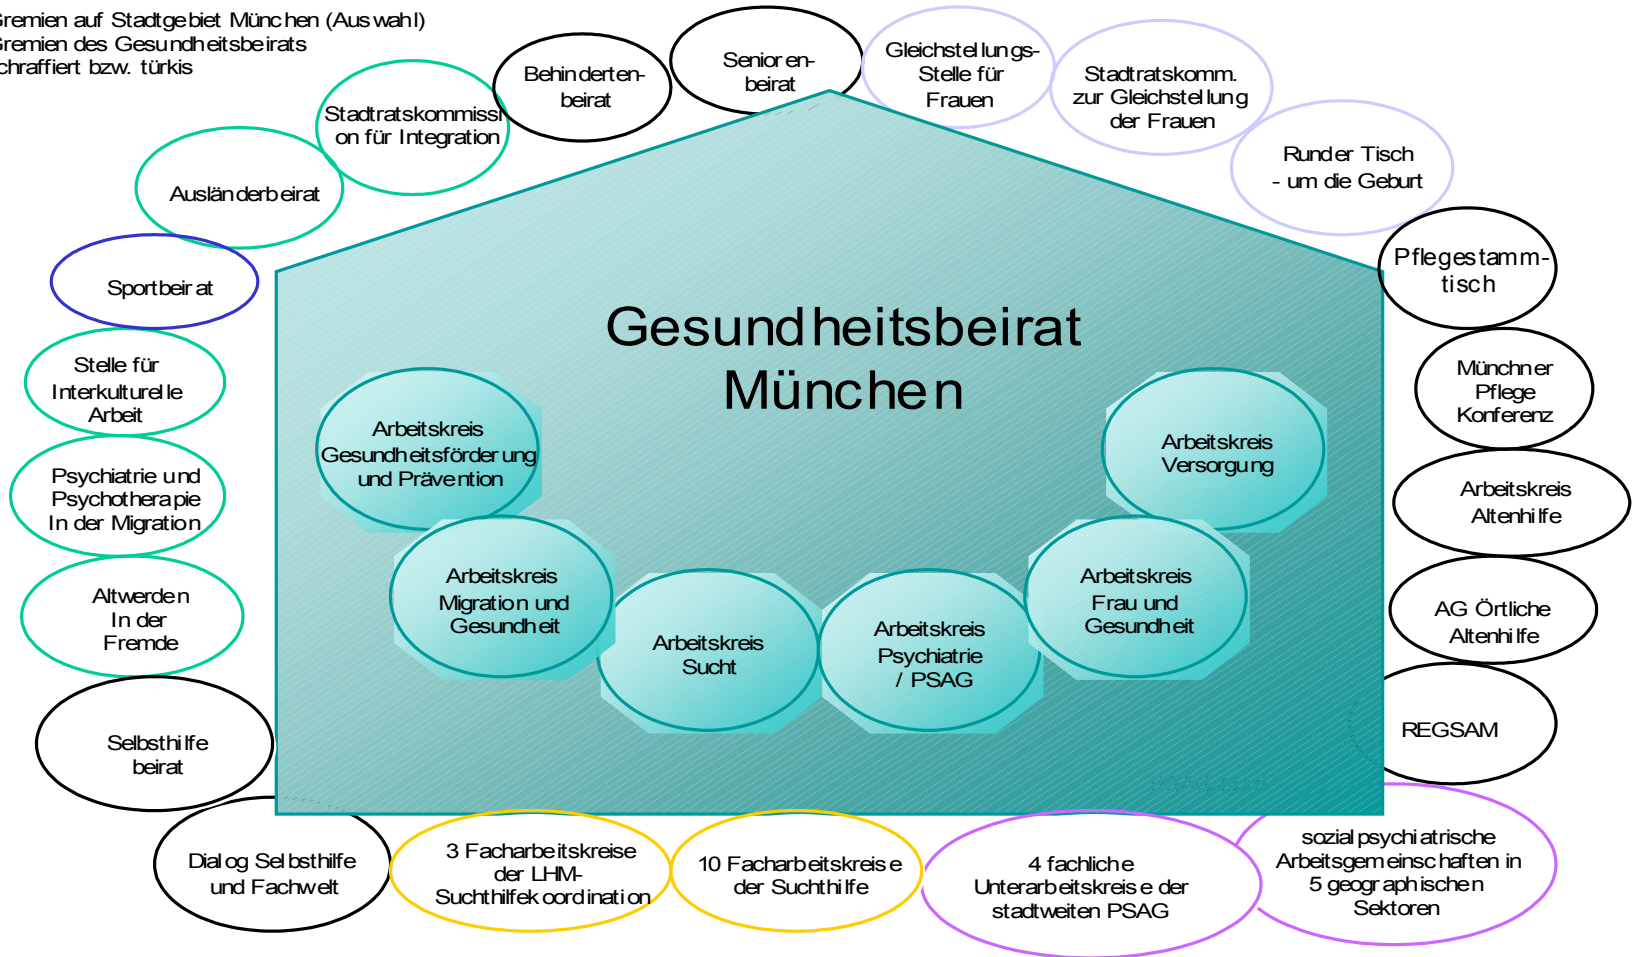 Gremien auf Stadtgebiet München (Auswahl)
Gremien des Gesundheitsbeirats
chraffiert bzw. türkis
Behinderten-
beirat
Senioren-
beirat
Gleichstellungs-
Stelle für
Frauen
Stadtratskomm.
zur Gleichstellung
der Frauen
Stadtratskommissi
on für Integration
Runder Tisch
- um die Geburt
Ausländerbeirat
Pflegestamm-
tisch
Sportbeirat
Gesundheitsbeirat
München
Stelle für
Interkulturelle
Arbeit
Münchner
Pflege
Konferenz
Arbeitskreis
Gesundheitsförderung
und Prävention
Arbeitskreis
Versorgung
Psychiatrie und
Psychotherapie
In der Migration
Arbeitskreis
Altenhilfe
Arbeitskreis
Migration und
Gesundheit
Arbeitskreis
Sucht
Arbeitskreis
Psychiatrie
/ PSAG
Arbeitskreis
Frau und
Gesundheit
Altwerden
In der
Fremde
AG Örtliche
Altenhilfe
Selbsthilfe
beirat
REGSAM
Dialog Selbsthilfe
und Fachwelt
3 Facharbeitskreise
der LHM-
Suchthilfekoordination
10 Facharbeitskreise
der Suchthilfe
4 fachliche
Unterarbeitskreise der
stadtweiten PSAG
sozialpsychiatrische
Arbeitsgemeinschaften in
5 geographischen
Sektoren